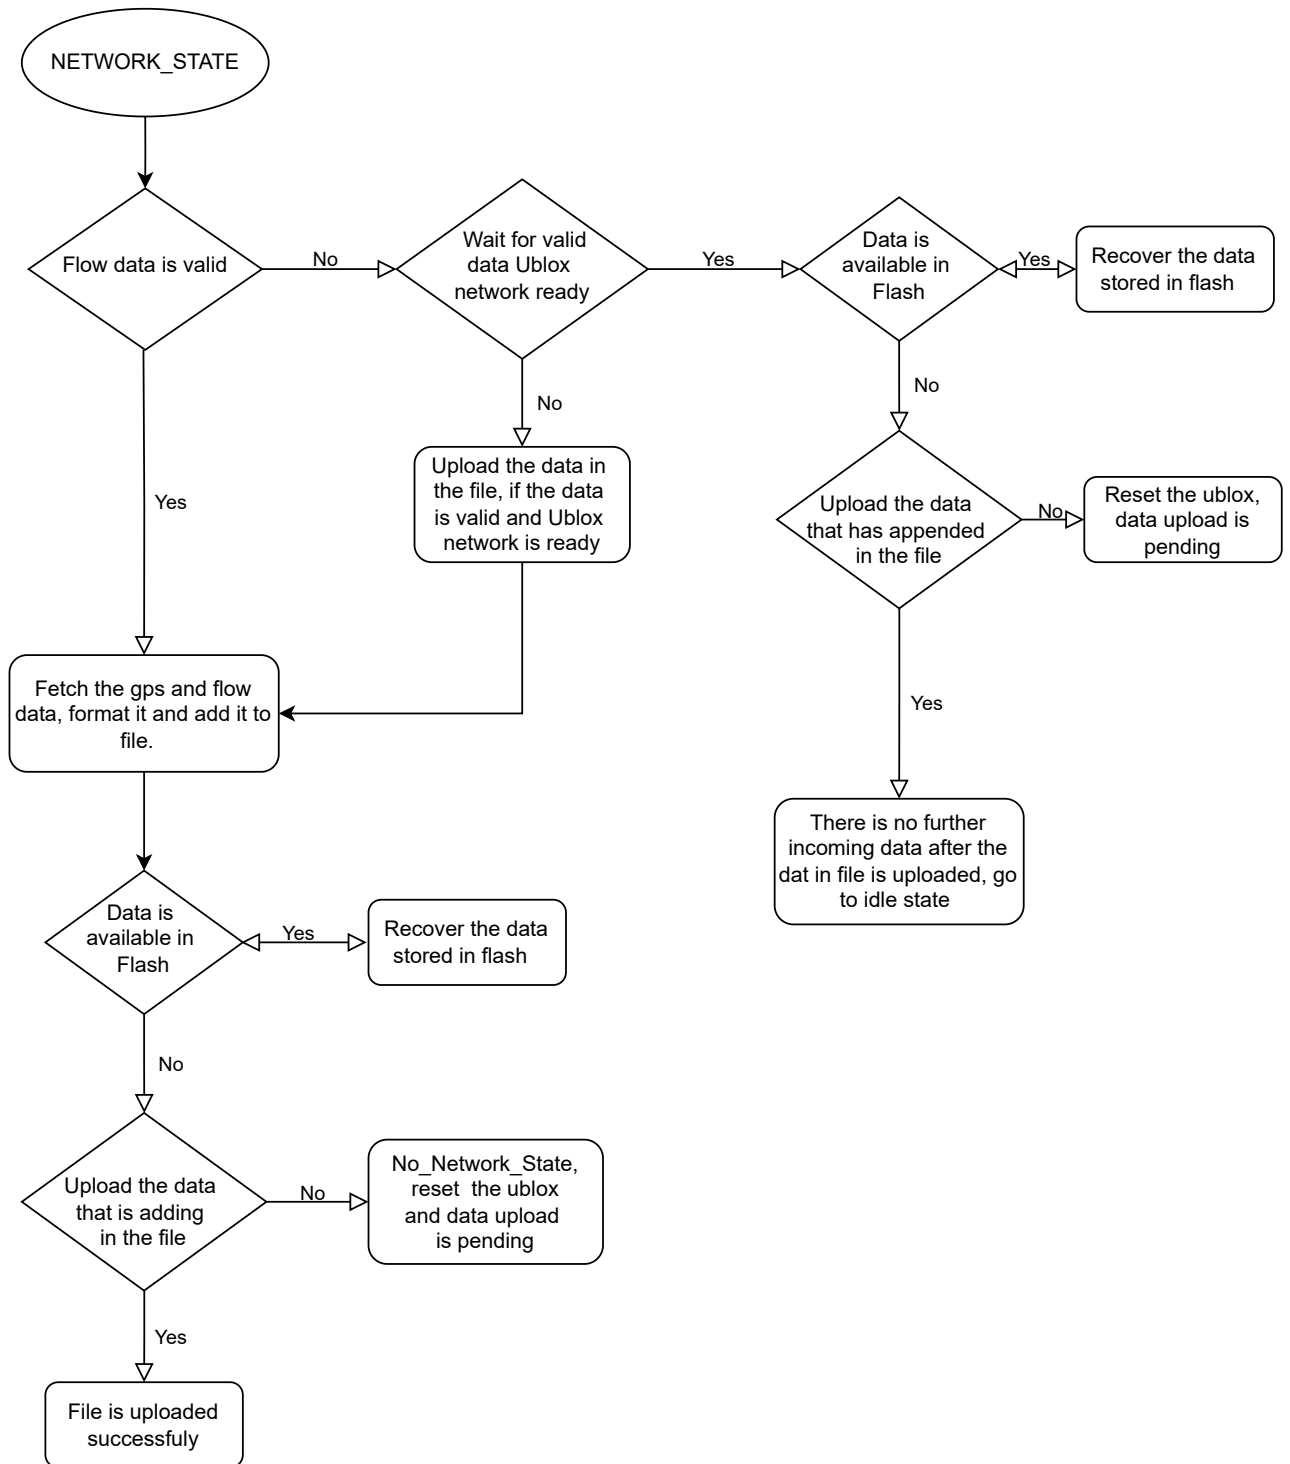 NETWORK_STATE
Flow data is valid
No
Wait for valid
data Ublox
network ready
Yes
Data is
available in
Flash
Yes
Recover the data
stored in flash
No
No
Upload the data in
the file, if the data
is valid and Ublox
network is ready
Yes
Upload the data
that has appended
in the file
No
Reset the ublox,
data upload is
pending
Fetch the gps and flow
data, format it and add it to
file.
Yes
There is no further
incoming data after the
dat in file is uploaded, go
to idle state
Data is
available in
Flash
Yes
Recover the data
stored in flash
No
Upload the data
that is adding
in the file
No
No_Network_State,
reset  the ublox
and data upload
is pending
Yes
File is uploaded
successfuly